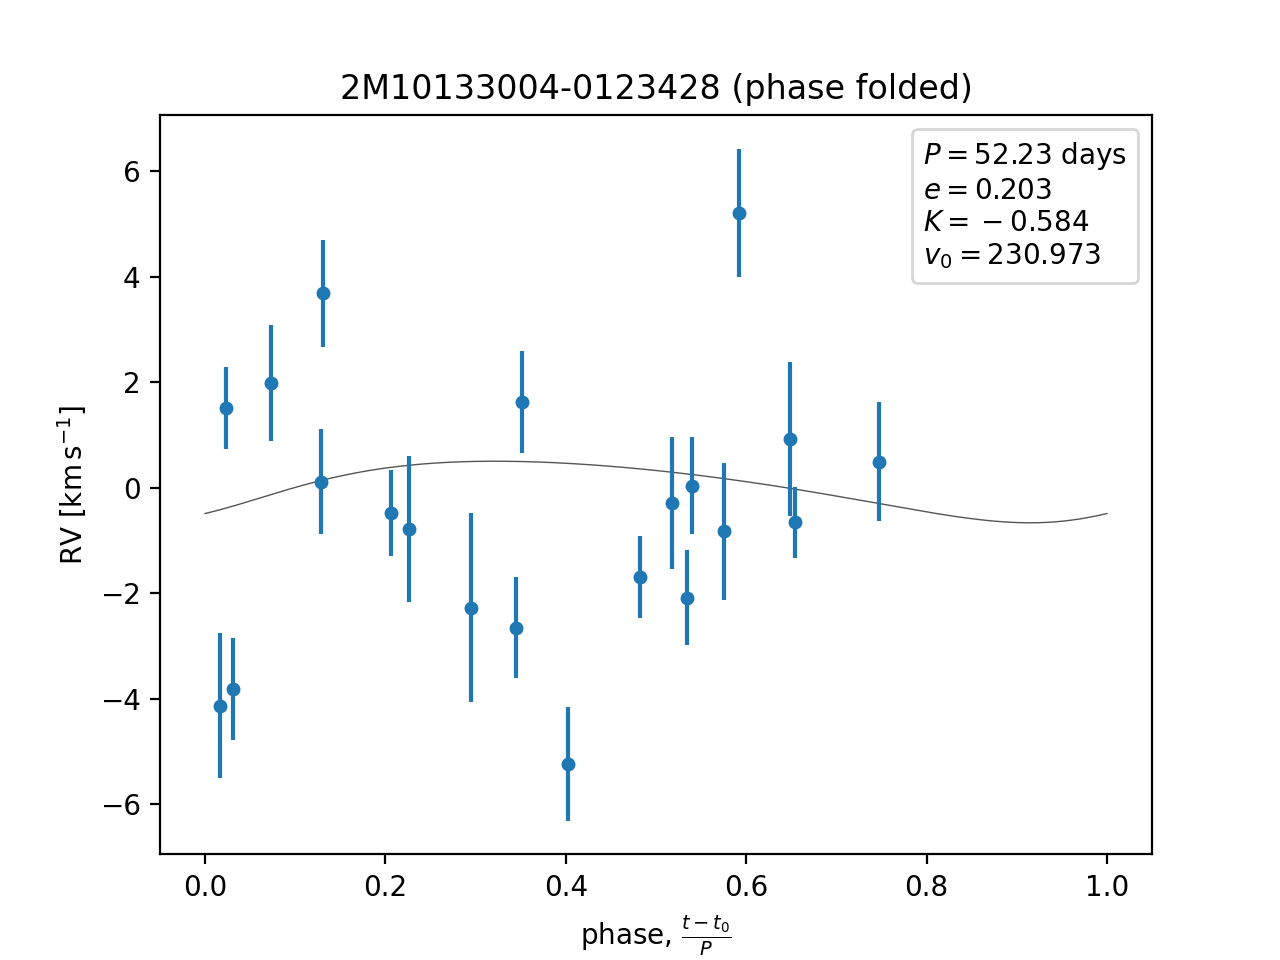 2M10133004-0123428 (phase folded)
P = 52.23 days
e = 0.203
K = −0.584
v₀ = 230.973
RV [km s⁻¹]
6
4
2
0
−2
−4
−6
0.0 0.2 0.4 0.6 0.8 1.0
phase, (t − t₀)/P